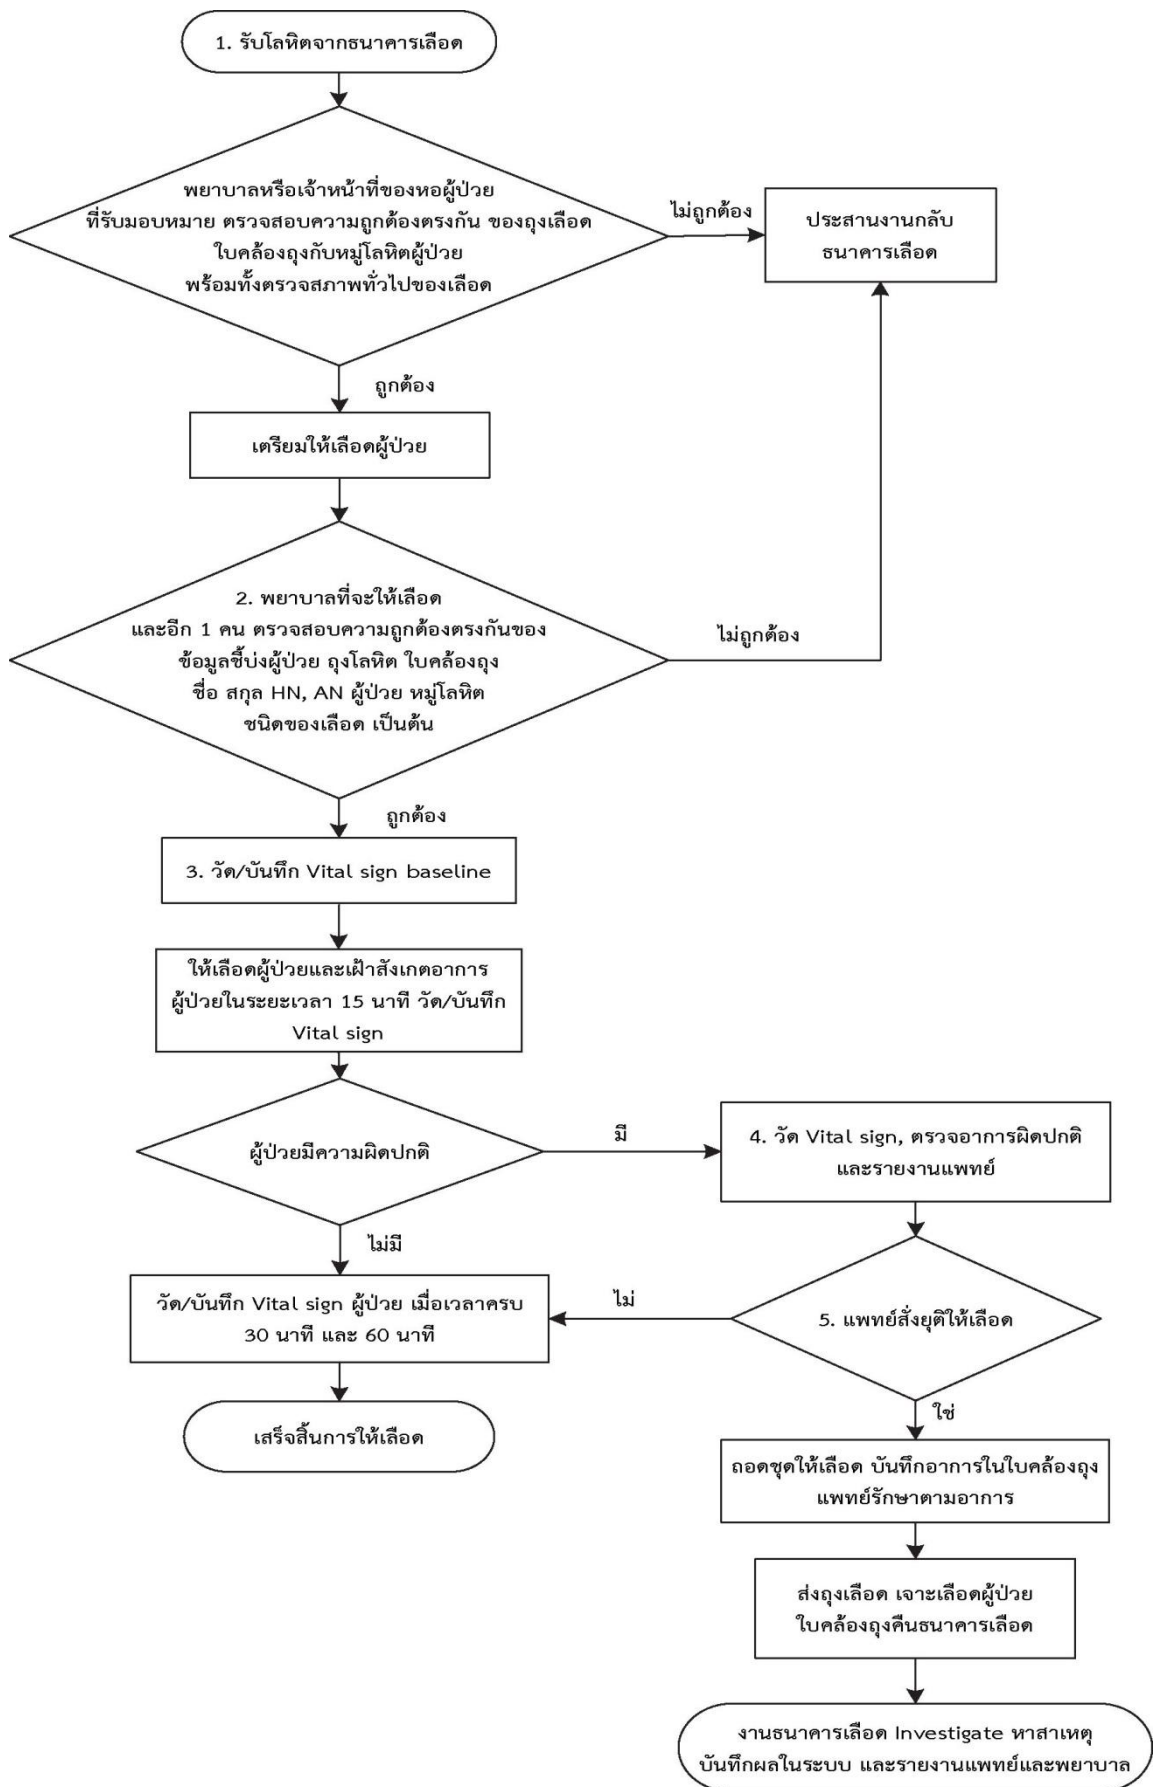 1. รับโลหิตจากธนาคารเลือด
พยาบาลหรือเจ้าหน้าที่ของหอผู้ป่วย
ที่รับมอบหมาย ตรวจสอบความถูกต้องตรงกัน ของถุงเลือด
ใบคล้องถุงกับหมู่โลหิตผู้ป่วย
พร้อมทั้งตรวจสภาพทั่วไปของเลือด
ไม่ถูกต้อง
ประสานงานกลับ
ธนาคารเลือด
ถูกต้อง
เตรียมให้เลือดผู้ป่วย
2. พยาบาลที่จะให้เลือด
และอีก 1 คน ตรวจสอบความถูกต้องตรงกันของ
ข้อมูลชี้บ่งผู้ป่วย ถุงโลหิต ใบคล้องถุง
ชื่อ สกุล HN, AN ผู้ป่วย หมู่โลหิต
ชนิดของเลือด เป็นต้น
ไม่ถูกต้อง
ถูกต้อง
3. วัด/บันทึก Vital sign baseline
ให้เลือดผู้ป่วยและเฝ้าสังเกตอาการ
ผู้ป่วยในระยะเวลา 15 นาที วัด/บันทึก
Vital sign
ผู้ป่วยมีความผิดปกติ
มี
4. วัด Vital sign, ตรวจอาการผิดปกติ
และรายงานแพทย์
ไม่มี
วัด/บันทึก Vital sign ผู้ป่วย เมื่อเวลาครบ
30 นาที และ 60 นาที
ไม่
5. แพทย์สั่งยุติให้เลือด
เสร็จสิ้นการให้เลือด
ใช่
ถอดชุดให้เลือด บันทึกอาการในใบคล้องถุง
แพทย์รักษาตามอาการ
ส่งถุงเลือด เจาะเลือดผู้ป่วย
ใบคล้องถุงคืนธนาคารเลือด
งานธนาคารเลือด Investigate หาสาเหตุ
บันทึกผลในระบบ และรายงานแพทย์และพยาบาล